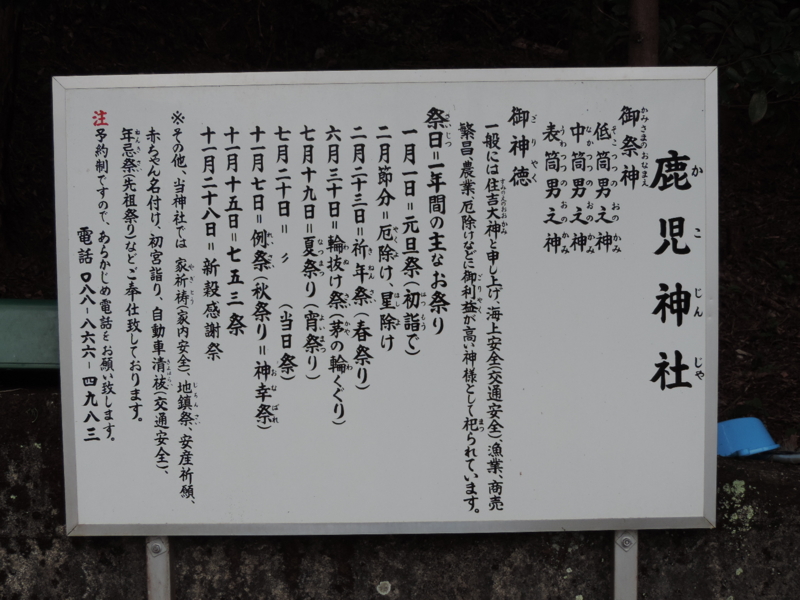 鹿児神社
御祭神
低筒男之神
中筒男之神
表筒男之神
御神徳
一般には住吉大神と申し上げ、海上安全(交通安全)、漁業、商売
繁昌、農業、厄除けなどに御利益が高い神様として祀られています。
祭日=一年間の主なお祭り
一月一日=元旦祭(初詣で)
二月節分=厄除け、星除け
二月二十三日=祈年祭(春祭り)
六月三十日=輪抜け祭(茅の輪くぐり)
七月十九日=夏祭り(宵祭り)
七月二十日=〃(当日祭)
十一月七日=例祭(秋祭り=神幸祭)
十一月十五日=七五三祭
十一月二十八日=新穀感謝祭
※その他、当神社では家祈祷(家内安全)、地鎮祭、安産祈願、
赤ちゃん名付け、初宮詣り、自動車清祓(交通安全)、
年忌祭(先祖祭り)などご奉仕致しております。
注 予約制ですので、あらかじめ電話をお願い致します。
電話 〇八八-八六六-四九八三